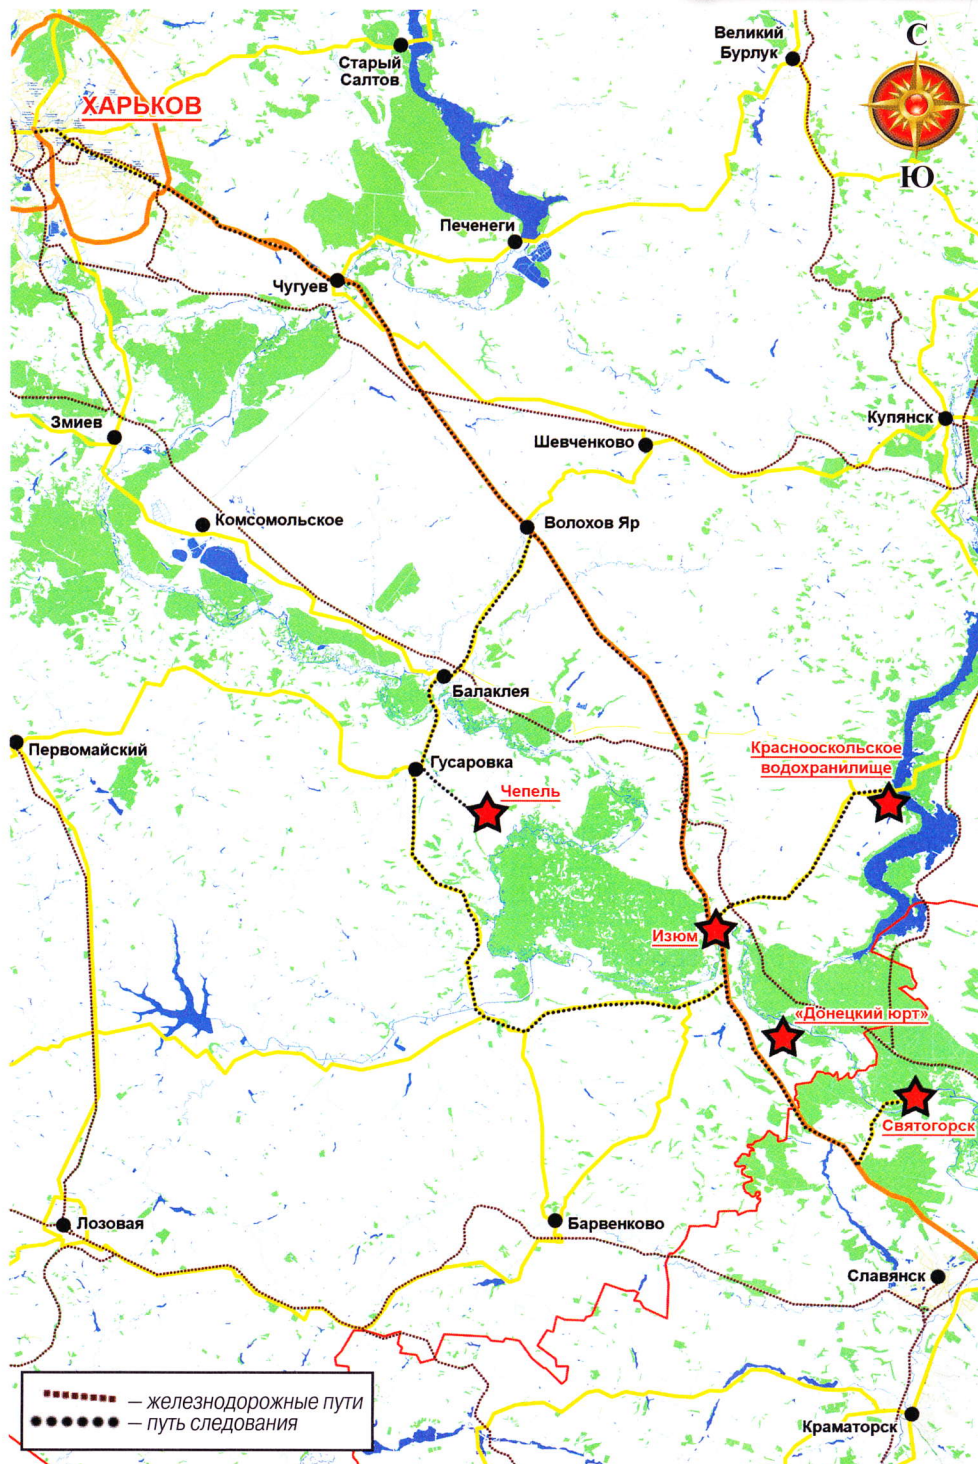 Великий
Бурлук
С
Старый
Салтов
ХАРЬКОВ
Ю
Печенеги
Чугуев
Змиев
Шевченково
Купянск
Комсомольское
Волохов Яр
Балаклея
Первомайский
Гусаровка
Краснооскольское
водохранилище
Чепель
Изюм
«Донецкий юрт»
Святогорск
Лозовая
Барвенково
Славянск
– железнодорожные пути
– путь следования
Краматорск